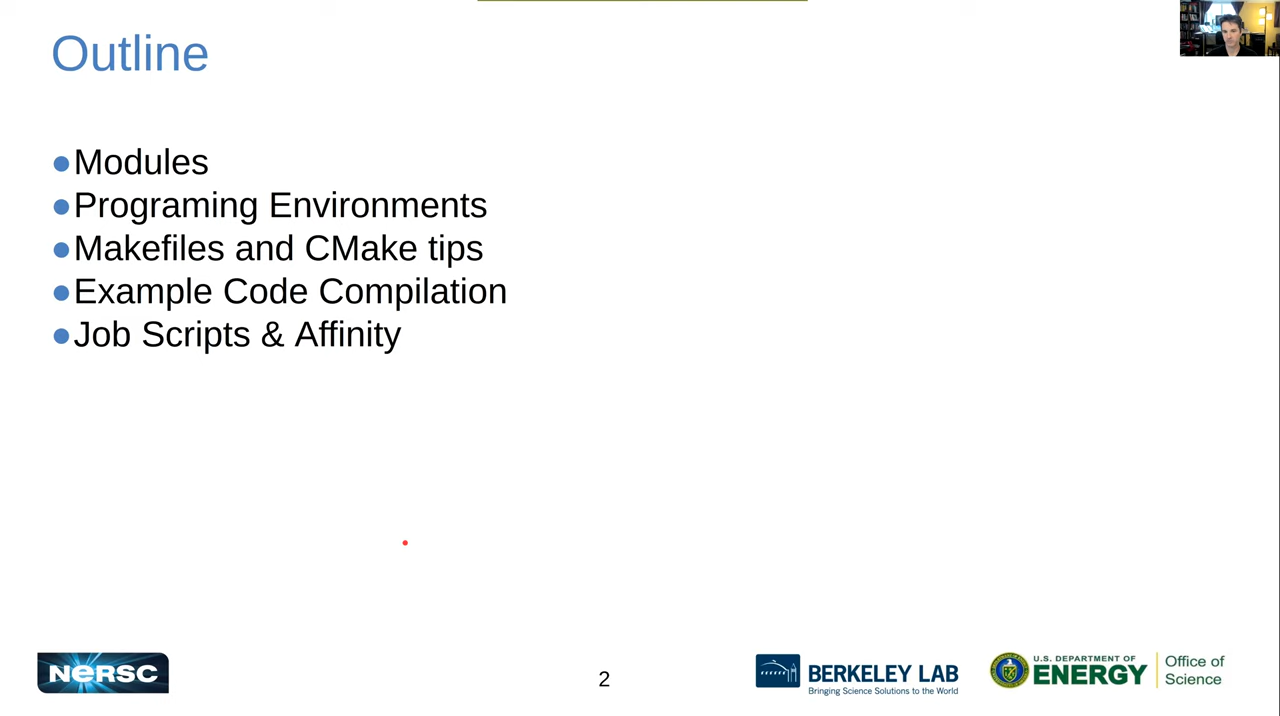 Outline
●Modules
●Programing Environments
●Makefiles and CMake tips
●Example Code Compilation
●Job Scripts & Affinity
NERSC
2
BERKELEY LAB
Bringing Science Solutions to the World
U.S. DEPARTMENT OF
ENERGY
Office of
Science